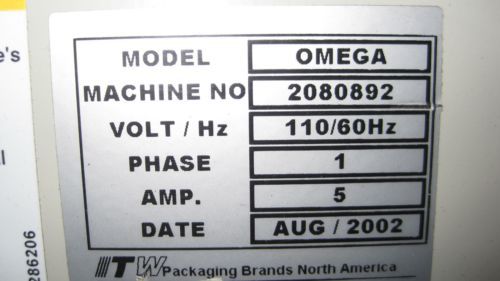 MODEL OMEGA
MACHINE NO 2080892
VOLT / Hz 110/60Hz
PHASE 1
AMP. 5
DATE AUG / 2002
ITW Packaging Brands North America
e's
286206